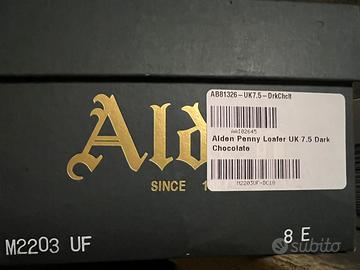 AB81326-UK7.5-DrkChclt
AAI02645
Alden Penny Loafer UK 7.5 Dark
Chocolate
M2203UF-DC18
Ald
SINCE 1
M2203 UF
8 E
subito